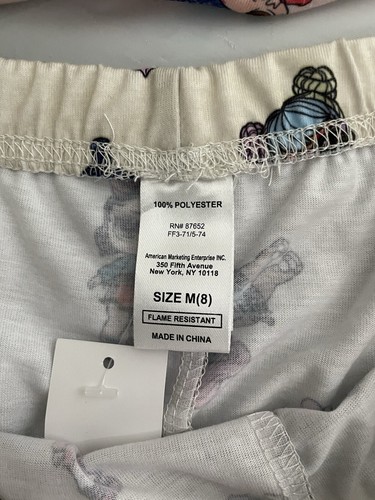 100% POLYESTER
RN# 87652
FF3-71/5-74
American Marketing Enterprise INC.
350 Fifth Avenue
New York, NY 10118
SIZE M(8)
FLAME RESISTANT
MADE IN CHINA